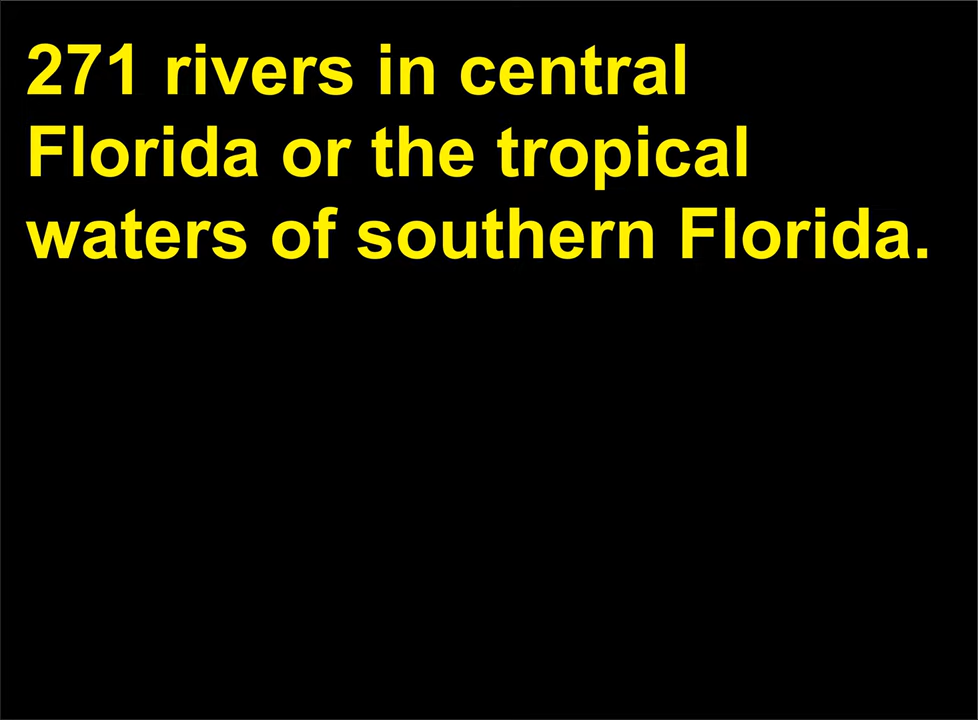 271 rivers in central
Florida or the tropical
waters of southern Florida.